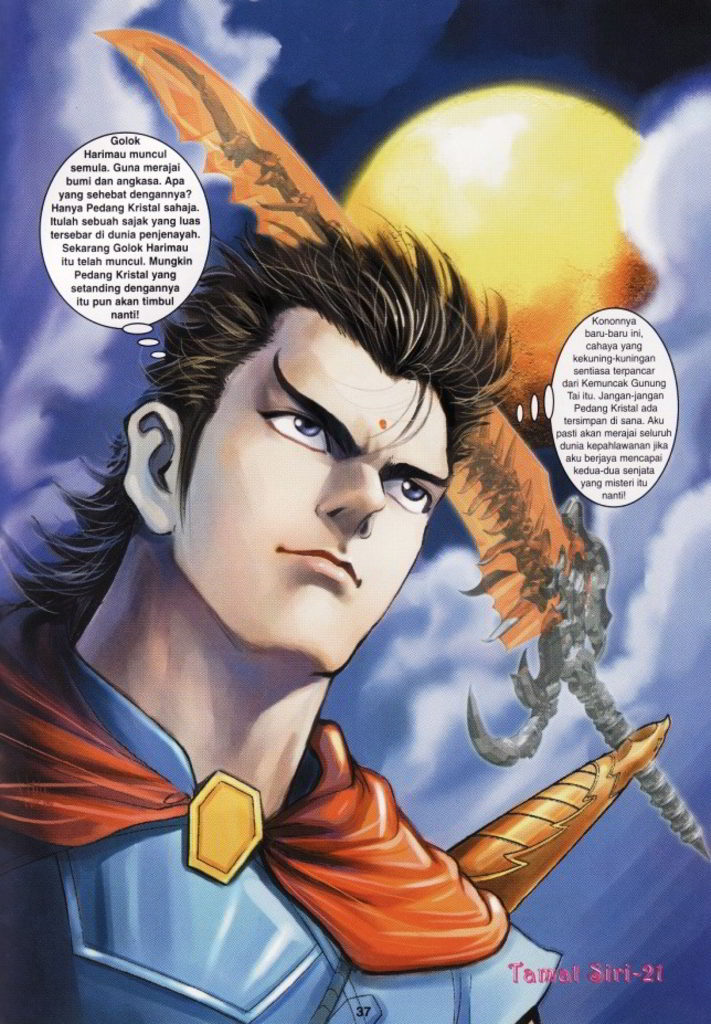 Golok
Harimau muncul
semula. Guna merajai
bumi dan angkasa. Apa
yang sehebat dengannya?
Hanya Pedang Kristal sahaja.
Itulah sebuah sajak yang luas
tersebar di dunia penjenayah.
Sekarang Golok Harimau
itu telah muncul. Mungkin
Pedang Kristal yang
setanding dengannya
itu pun akan timbul
nanti!
Kononnya
baru-baru ini,
cahaya yang
kekuning-kuningan
sentiasa terpancar
dari Kemuncak Gunung
Tai itu. Jangan-jangan
Pedang Kristal ada
tersimpan di sana. Aku
pasti akan merajai seluruh
dunia kepahlawanan jika
aku berjaya mencapai
kedua-dua senjata
yang misteri itu
nanti!
Tamat Siri-21
37